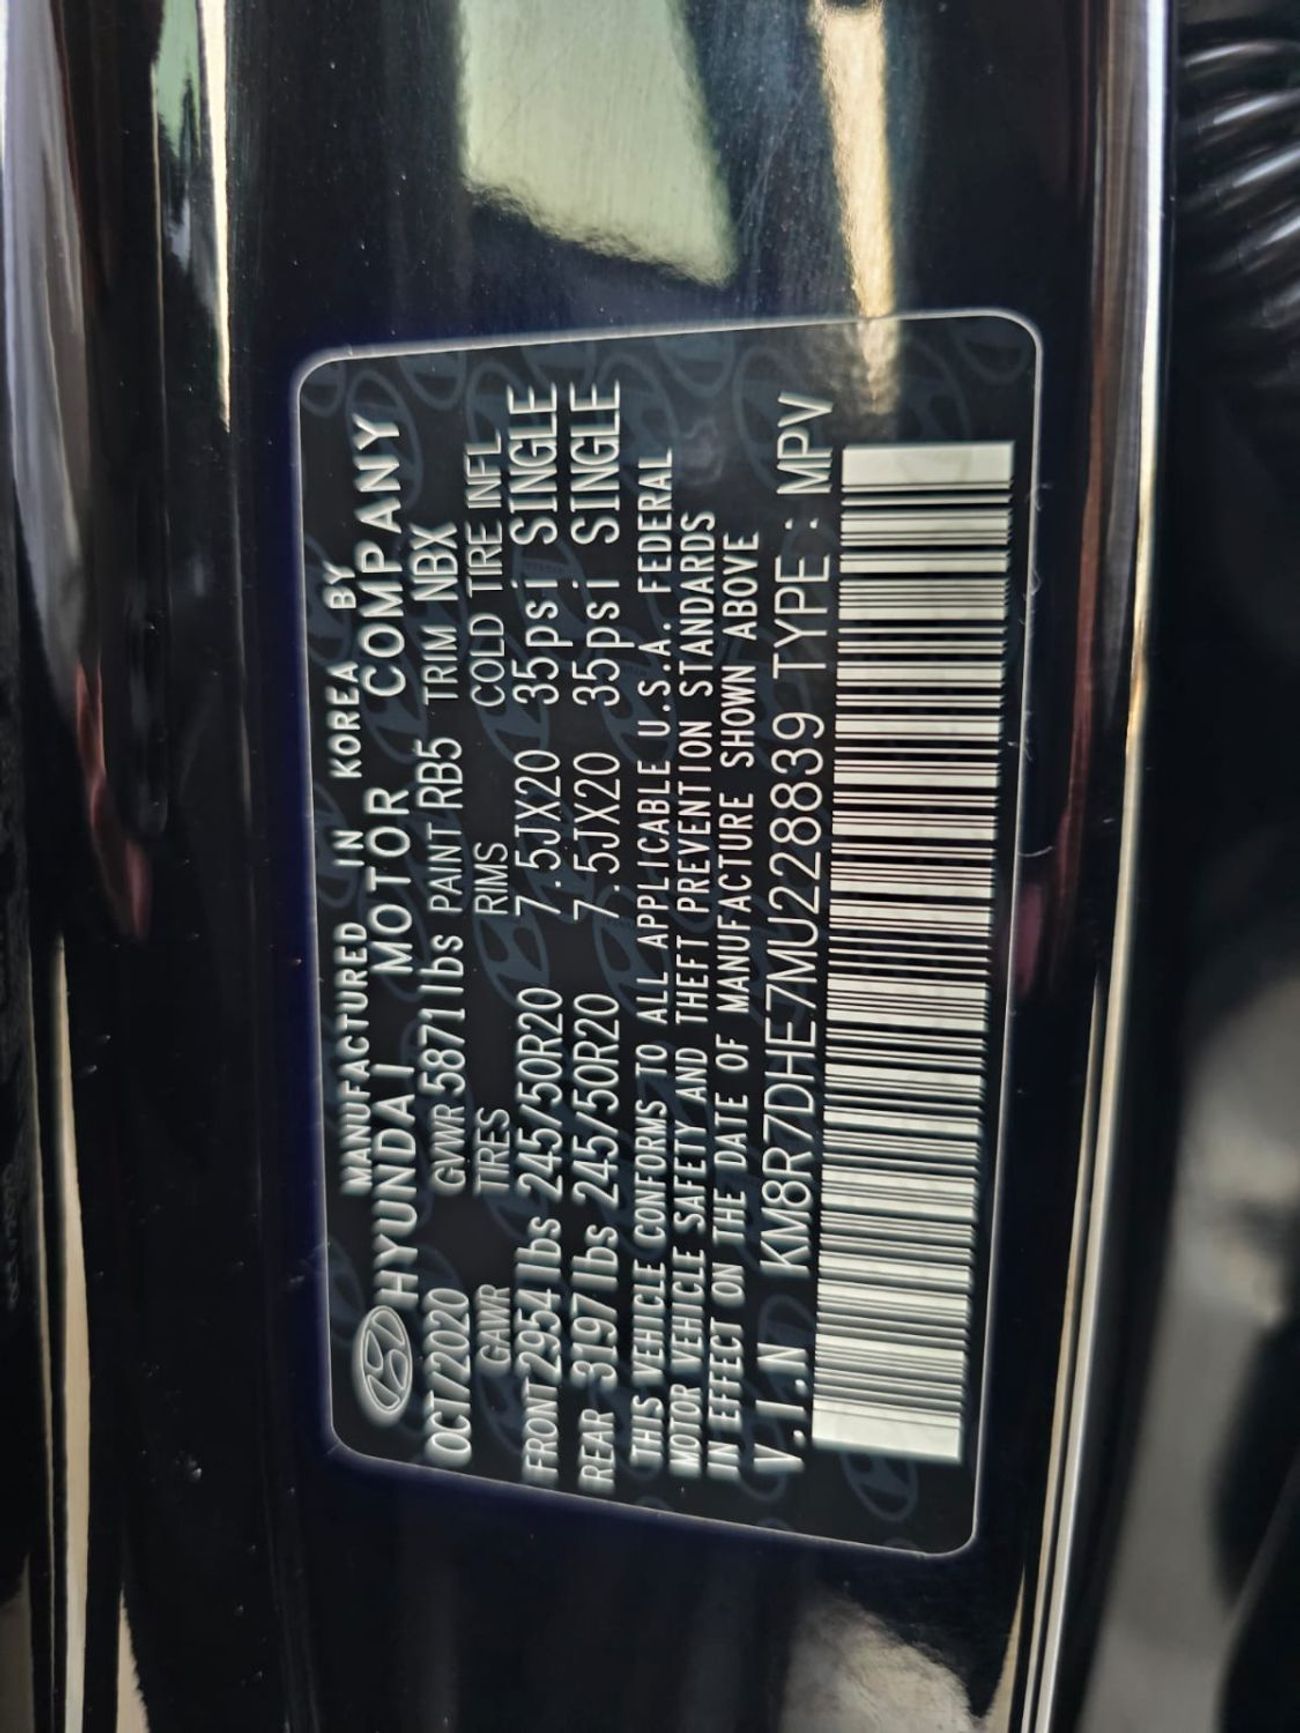 MANUFACTURED IN KOREA BY
HYUNDAI MOTOR COMPANY
OCT/2020 GVWR 5871lbs PAINT RB5 TRIM NBX
GAWR TIRES RIMS COLD TIRE INFL
FRONT 2954lbs 245/50R20 7.5JX20 35psi SINGLE
REAR 3197lbs 245/50R20 7.5JX20 35psi SINGLE
THIS VEHICLE CONFORMS TO ALL APPLICABLE U.S.A. FEDERAL
MOTOR VEHICLE SAFETY AND THEFT PREVENTION STANDARDS
IN EFFECT ON THE DATE OF MANUFACTURE SHOWN ABOVE
V.I.N KM8R7DHE7MU228839 TYPE: MPV